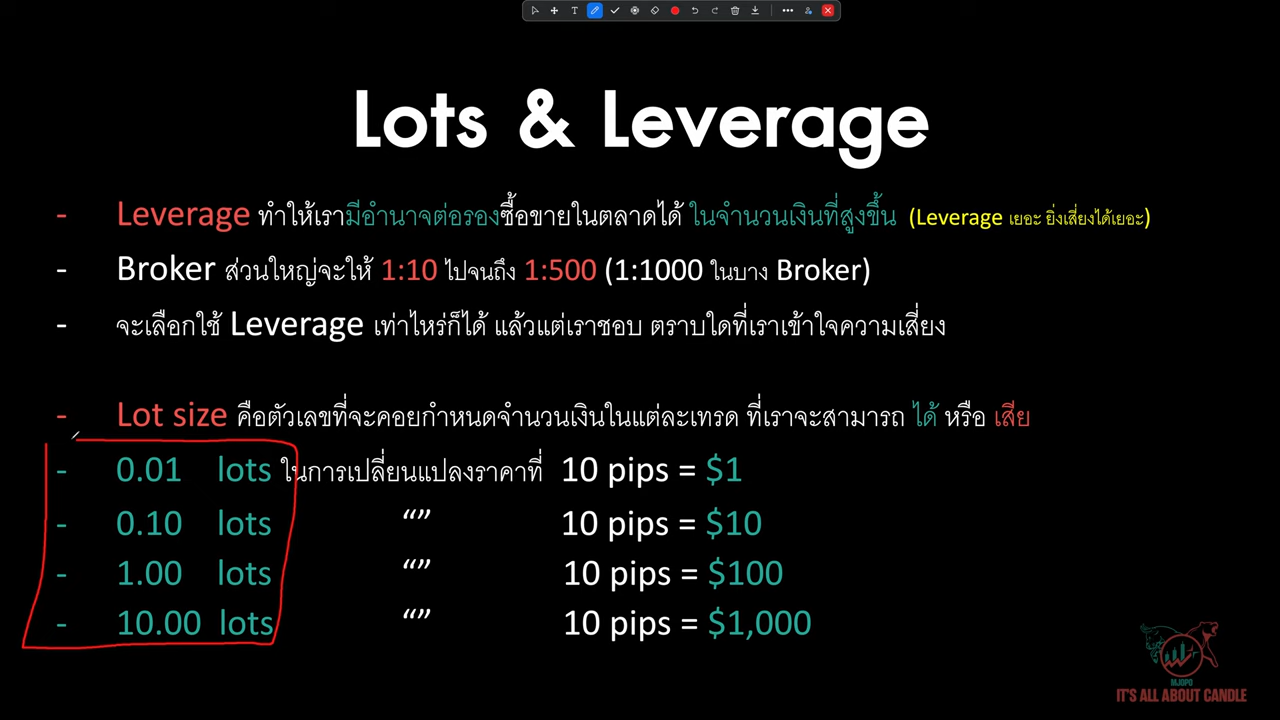 Lots & Leverage
- Leverage ทำให้เรามีอำนาจต่อรองซื้อขายในตลาดได้ ในจำนวนเงินที่สูงขึ้น (Leverage เยอะ ยิ่งเสี่ยงได้เยอะ)
- Broker ส่วนใหญ่จะให้ 1:10 ไปจนถึง 1:500 (1:1000 ในบาง Broker)
- จะเลือกใช้ Leverage เท่าไหร่ก็ได้ แล้วแต่เราชอบ ตราบใดที่เราเข้าใจความเสี่ยง
- Lot size คือตัวเลขที่จะคอยกำหนดจำนวนเงินในแต่ละเทรด ที่เราจะสามารถ ได้ หรือ เสีย
- 0.01 lots ในการเปลี่ยนแปลงราคาที่ 10 pips = $1
- 0.10 lots “” 10 pips = $10
- 1.00 lots “” 10 pips = $100
- 10.00 lots “” 10 pips = $1,000
MJOPO
IT'S ALL ABOUT CANDLE